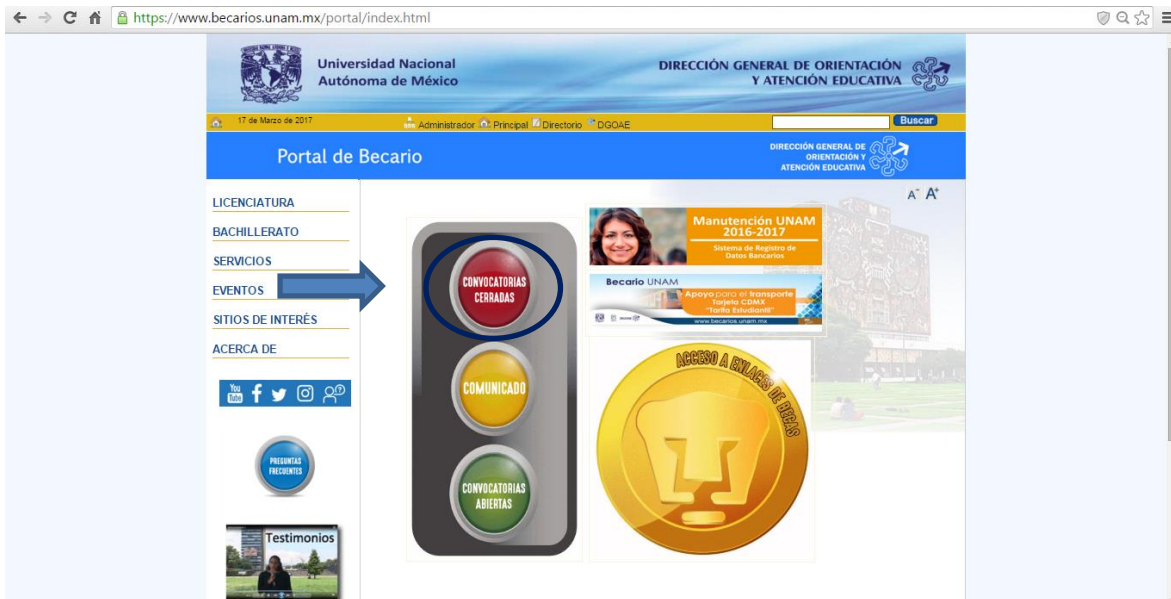 https://www.becarios.unam.mx/portal/index.html
Universidad Nacional
Autónoma de México
DIRECCIÓN GENERAL DE ORIENTACIÓN
Y ATENCIÓN EDUCATIVA
17 de Marzo de 2017
Administrador Principal Directorio DGOAE
Buscar
Portal de Becario
DIRECCIÓN GENERAL DE
ORIENTACIÓN Y
ATENCIÓN EDUCATIVA
A- A+
LICENCIATURA
BACHILLERATO
SERVICIOS
EVENTOS
SITIOS DE INTERÉS
ACERCA DE
You
Tube
PREGUNTAS
FRECUENTES
Testimonios
CONVOCATORIAS
CERRADAS
COMUNICADO
CONVOCATORIAS
ABIERTAS
Manutención UNAM
2016-2017
Sistema de Registro de
Datos Bancarios
Becario UNAM
Apoyo para el transporte
Tarjeta CDMX
"Tarifa Estudiantil"
www.becarios.unam.mx
ACCESO A ENLACES DE BECAS